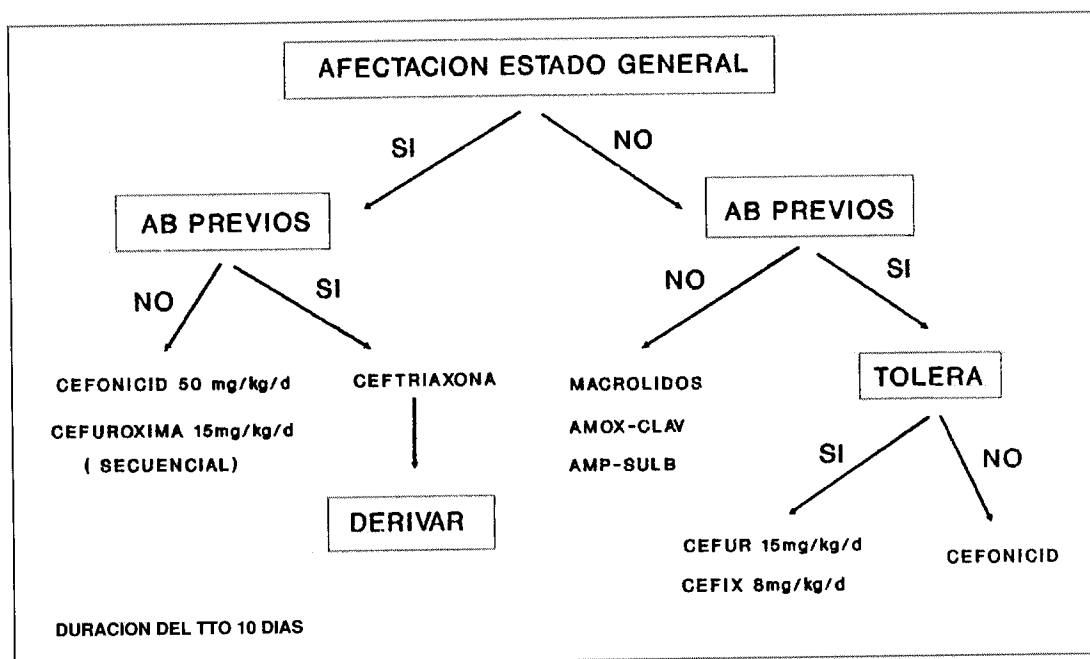 AFECTACION ESTADO GENERAL
SI
NO
AB PREVIOS
AB PREVIOS
NO
SI
NO
SI
CEFONICID 50 mg/kg/d
CEFUROXIMA 15mg/kg/d
( SECUENCIAL)
CEFTRIAXONA
DERIVAR
MACROLIDOS
AMOX-CLAV
AMP-SULB
TOLERA
SI
NO
CEFUR 15mg/kg/d
CEFIX 8mg/kg/d
CEFONICID
DURACION DEL TTO 10 DIAS